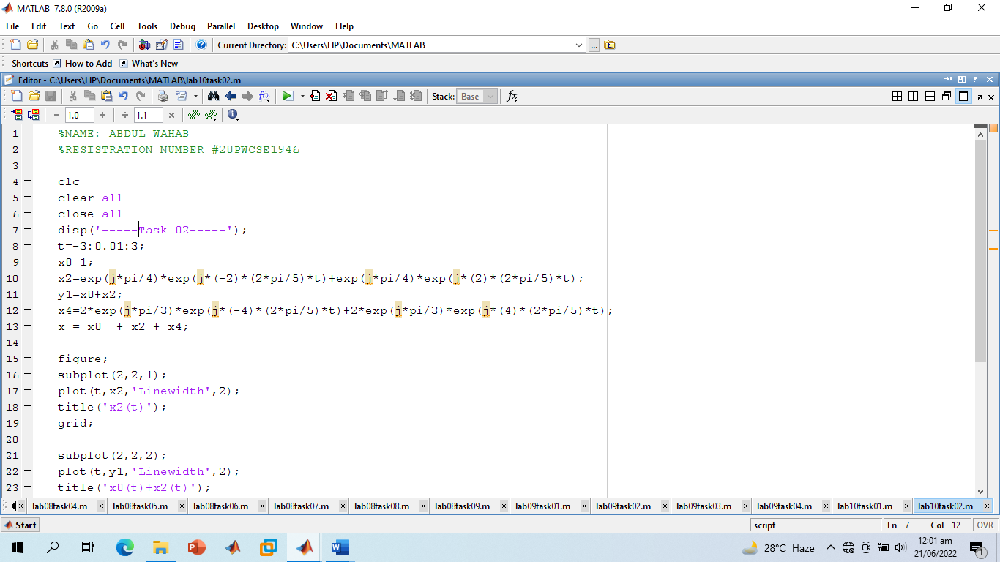 MATLAB 7.8.0 (R2009a)
File Edit Text Go Cell Tools Debug Parallel Desktop Window Help
Current Directory: C:\Users\HP\Documents\MATLAB ...
Shortcuts How to Add What's New
Editor - C:\Users\HP\Documents\MATLAB\lab10task02.m
Stack: Base fx
− 1.0 + ÷ 1.1 ×
1 %NAME: ABDUL WAHAB
2 %RESISTRATION NUMBER #20PWCSE1946
3
4 clc
5 clear all
6 close all
7 disp('-----Task 02-----');
8 t=-3:0.01:3;
9 x0=1;
10 x2=exp(j*pi/4)*exp(j*(-2)*(2*pi/5)*t)+exp(j*pi/4)*exp(j*(2)*(2*pi/5)*t);
11 y1=x0+x2;
12 x4=2*exp(j*pi/3)*exp(j*(-4)*(2*pi/5)*t)+2*exp(j*pi/3)*exp(j*(4)*(2*pi/5)*t);
13 x = x0  + x2 + x4;
14
15 figure;
16 subplot(2,2,1);
17 plot(t,x2,'Linewidth',2);
18 title('x2(t)');
19 grid;
20
21 subplot(2,2,2);
22 plot(t,y1,'Linewidth',2);
23 title('x0(t)+x2(t)');
lab08task04.m lab08task05.m lab08task06.m lab08task07.m lab08task08.m lab08task09.m lab09task01.m lab09task02.m lab09task03.m lab09task04.m lab10task01.m lab10task02.m
Start script Ln 7 Col 12 OVR
28°C Haze 12:01 am
21/06/2022 1